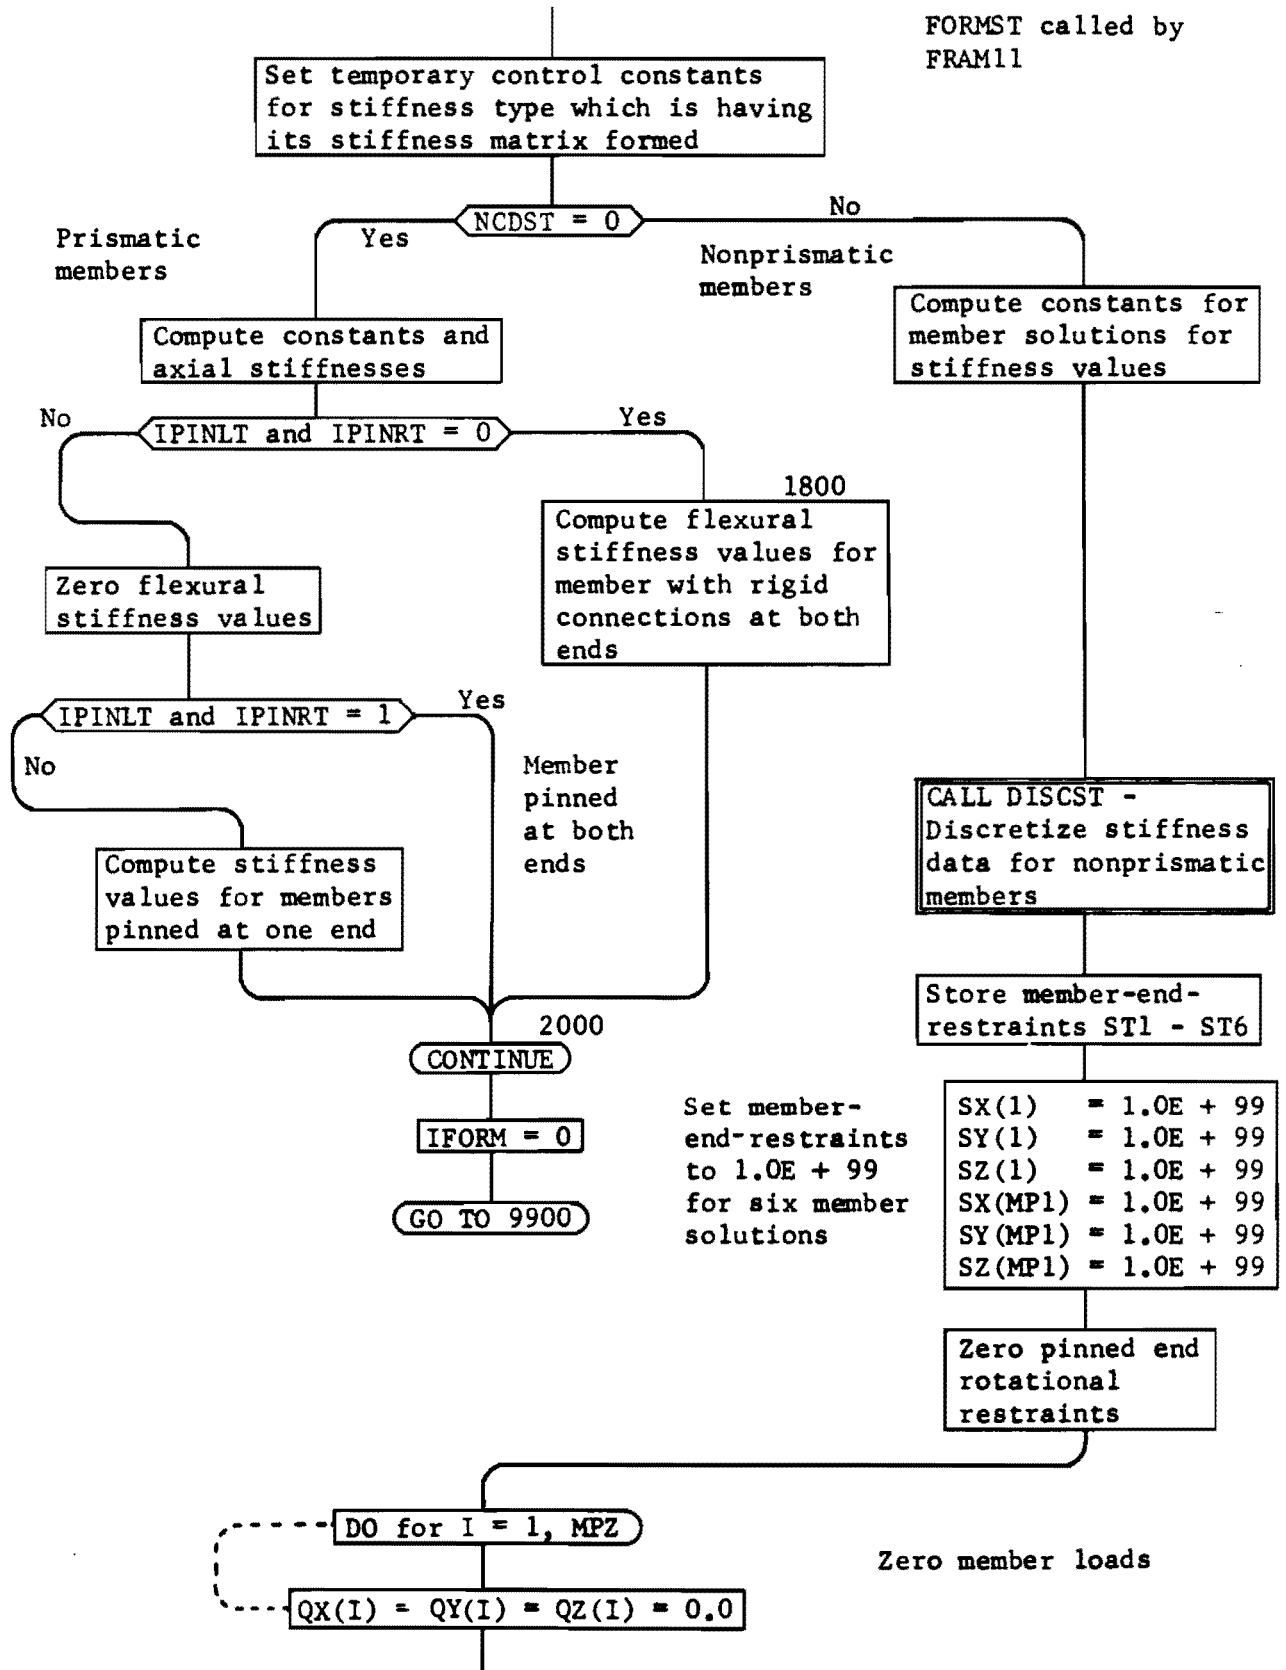 FORMST called by
FRAM11
Set temporary control constants
for stiffness type which is having
its stiffness matrix formed
NCDST = 0
Yes
No
Prismatic
members
Nonprismatic
members
Compute constants and
axial stiffnesses
Compute constants for
member solutions for
stiffness values
No
IPINLT and IPINRT = 0
Yes
1800
Compute flexural
stiffness values for
member with rigid
connections at both
ends
Zero flexural
stiffness values
IPINLT and IPINRT = 1
Yes
No
Member
pinned
at both
ends
CALL DISCST -
Discretize stiffness
data for nonprismatic
members
Compute stiffness
values for members
pinned at one end
Store member-end-
restraints ST1 - ST6
2000
CONTINUE
IFORM = 0
GO TO 9900
Set member-
end-restraints
to 1.0E + 99
for six member
solutions
SX(1) = 1.0E + 99
SY(1) = 1.0E + 99
SZ(1) = 1.0E + 99
SX(MP1) = 1.0E + 99
SY(MP1) = 1.0E + 99
SZ(MP1) = 1.0E + 99
Zero pinned end
rotational
restraints
DO for I = 1, MPZ
Zero member loads
QX(I) = QY(I) = QZ(I) = 0.0